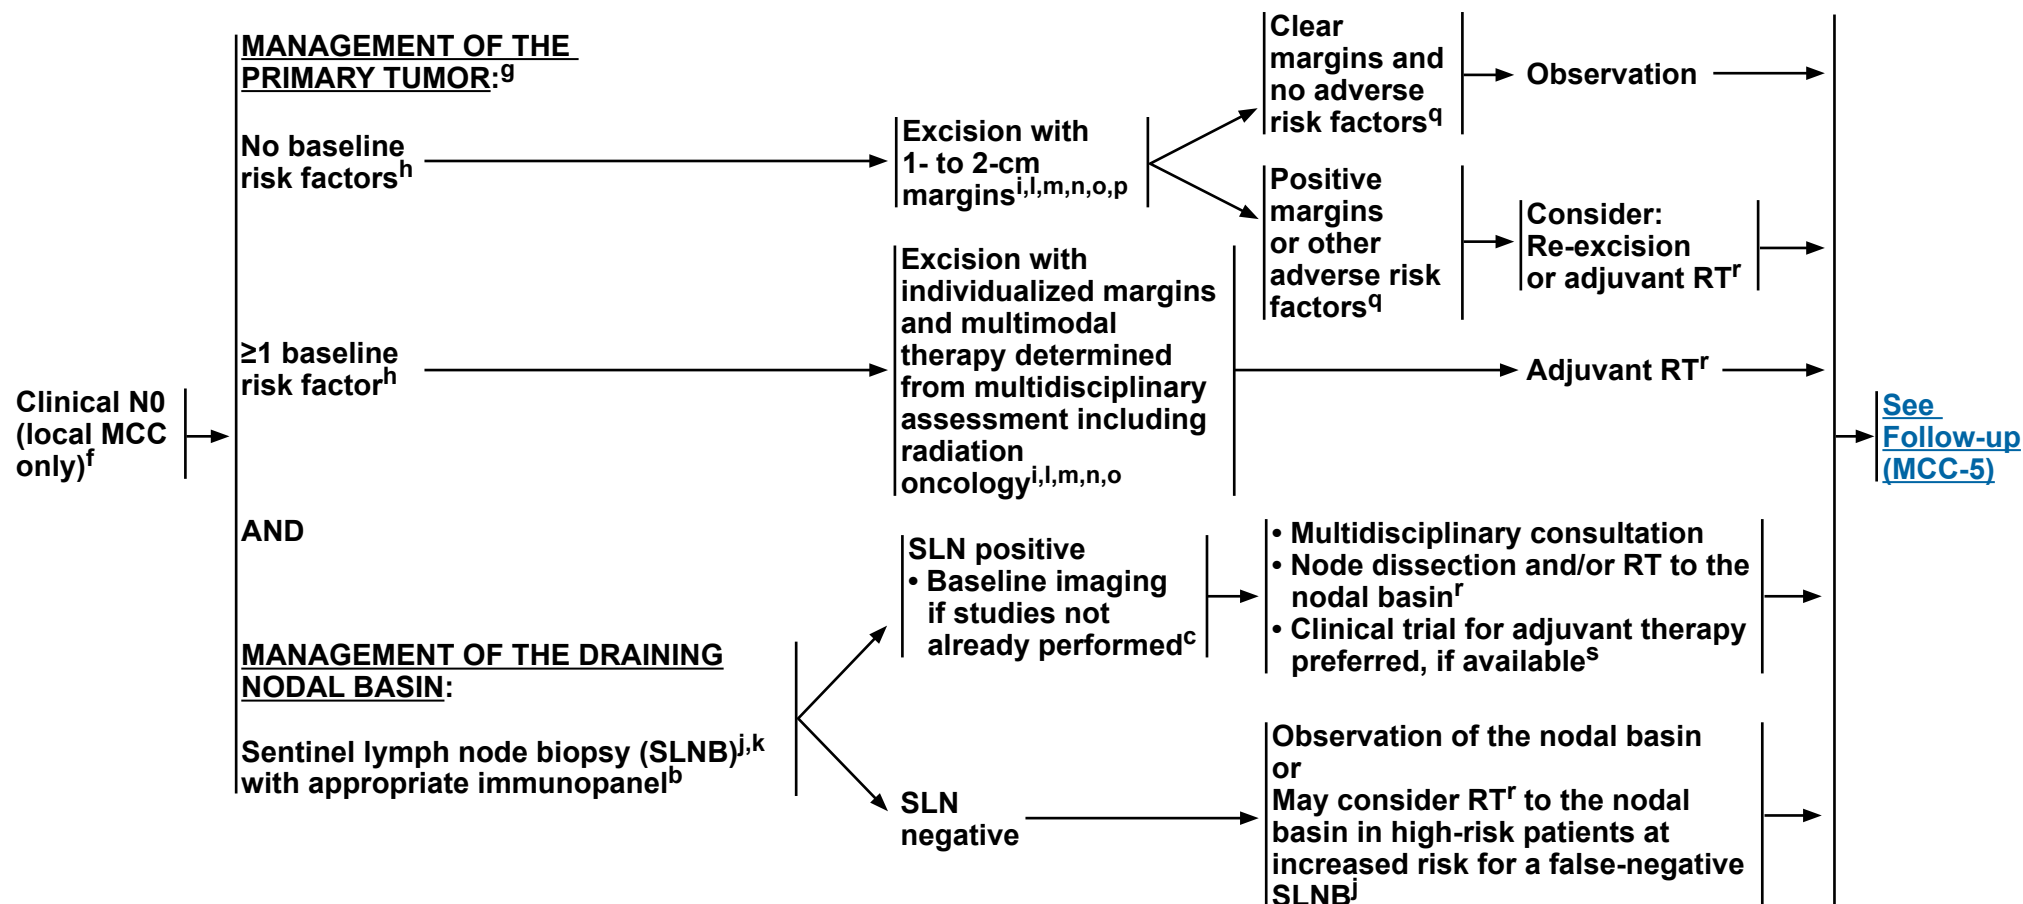 MANAGEMENT OF THE
PRIMARY TUMOR:g
No baseline
risk factorsh
Excision with
1- to 2-cm
marginsi,l,m,n,o,p
Clear
margins and
no adverse
risk factorsq
Observation
Positive
margins
or other
adverse risk
factorsq
Consider:
Re-excision
or adjuvant RTr
≥1 baseline
risk factorh
Excision with
individualized margins
and multimodal
therapy determined
from multidisciplinary
assessment including
radiation
oncologyi,l,m,n,o
Adjuvant RTr
Clinical N0
(local MCC
only)f
AND
MANAGEMENT OF THE DRAINING
NODAL BASIN:
Sentinel lymph node biopsy (SLNB)j,k
with appropriate immunopanelb
SLN positive
• Baseline imaging
if studies not
already performedc
• Multidisciplinary consultation
• Node dissection and/or RT to the
nodal basinr
• Clinical trial for adjuvant therapy
preferred, if availables
SLN
negative
Observation of the nodal basin
or
May consider RTr to the nodal
basin in high-risk patients at
increased risk for a false-negative
SLNBj
See
Follow-up
(MCC-5)